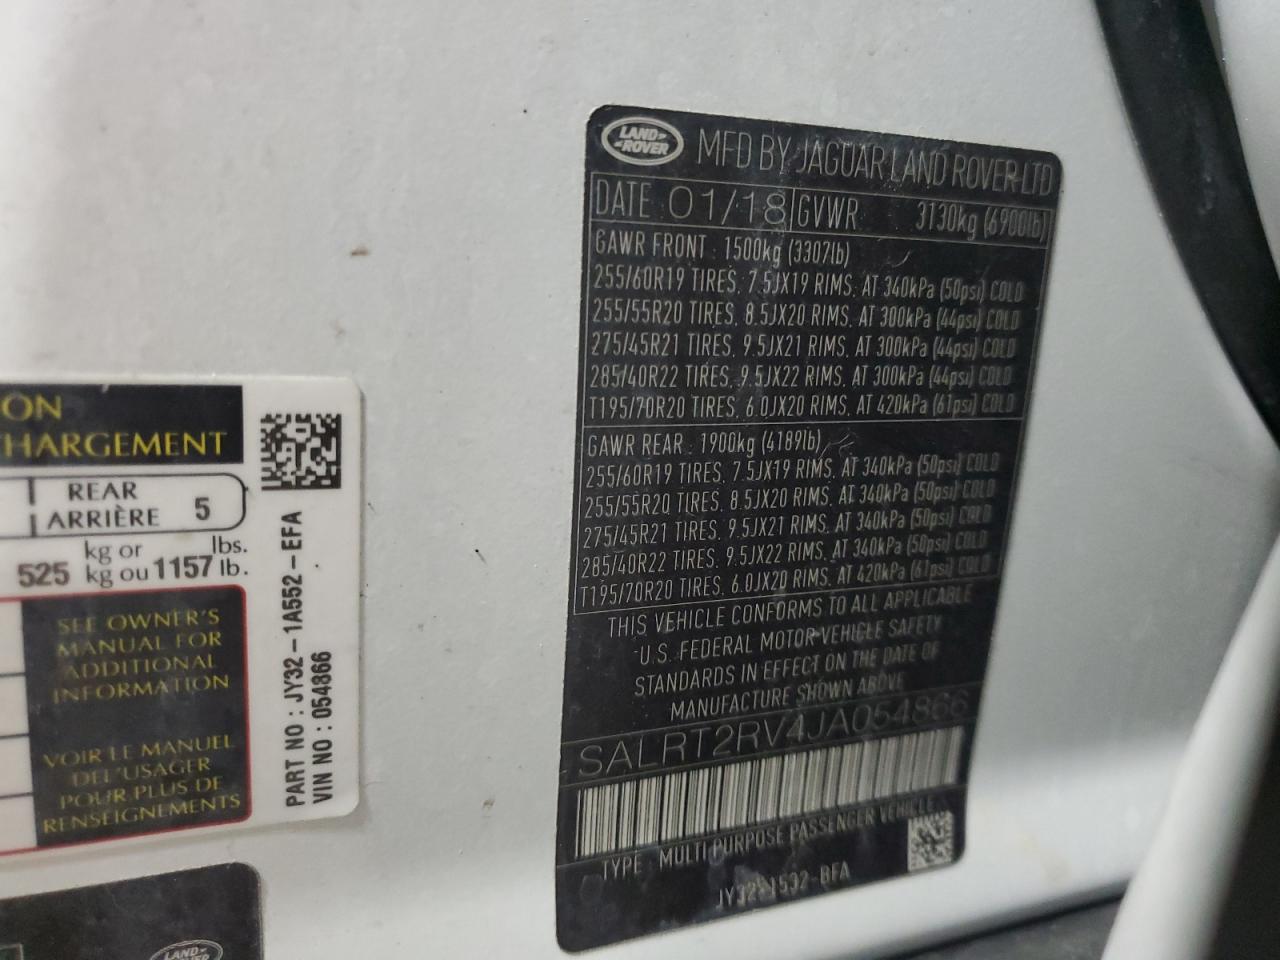 LAND ROVER
MFD BY JAGUAR LAND ROVER LTD
DATE 01/18 GVWR 3130kg (6900lb)
GAWR FRONT : 1500kg (3307lb)
255/60R19 TIRES, 7.5JX19 RIMS, AT 340kPa (50psi) COLD
255/55R20 TIRES, 8.5JX20 RIMS, AT 300kPa (44psi) COLD
275/45R21 TIRES, 9.5JX21 RIMS, AT 300kPa (44psi) COLD
285/40R22 TIRES, 9.5JX22 RIMS, AT 300kPa (44psi) COLD
T195/70R20 TIRES, 6.0JX20 RIMS, AT 420kPa (61psi) COLD
GAWR REAR : 1900kg (4189lb)
255/60R19 TIRES, 7.5JX19 RIMS, AT 340kPa (50psi) COLD
255/55R20 TIRES, 8.5JX20 RIMS, AT 340kPa (50psi) COLD
275/45R21 TIRES, 9.5JX21 RIMS, AT 340kPa (50psi) COLD
285/40R22 TIRES, 9.5JX22 RIMS, AT 340kPa (50psi) COLD
T195/70R20 TIRES, 6.0JX20 RIMS, AT 420kPa (61psi) COLD
THIS VEHICLE CONFORMS TO ALL APPLICABLE
U.S. FEDERAL MOTOR VEHICLE SAFETY
STANDARDS IN EFFECT ON THE DATE OF
MANUFACTURE SHOWN ABOVE
SALRT2RV4JA054866
TYPE : MULTI PURPOSE PASSENGER VEHICLE
ION
HARGEMENT
REAR
ARRIÈRE 5
525 kg or 1157 lbs.
kg ou lb.
SEE OWNER'S
MANUAL FOR
ADDITIONAL
INFORMATION
VOIR LE MANUEL
DEL'USAGER
POUR PLUS DE
RENSEIGNEMENTS
PART NO : JY32-1A552-EFA
VIN NO : 054866
LAND ROVER